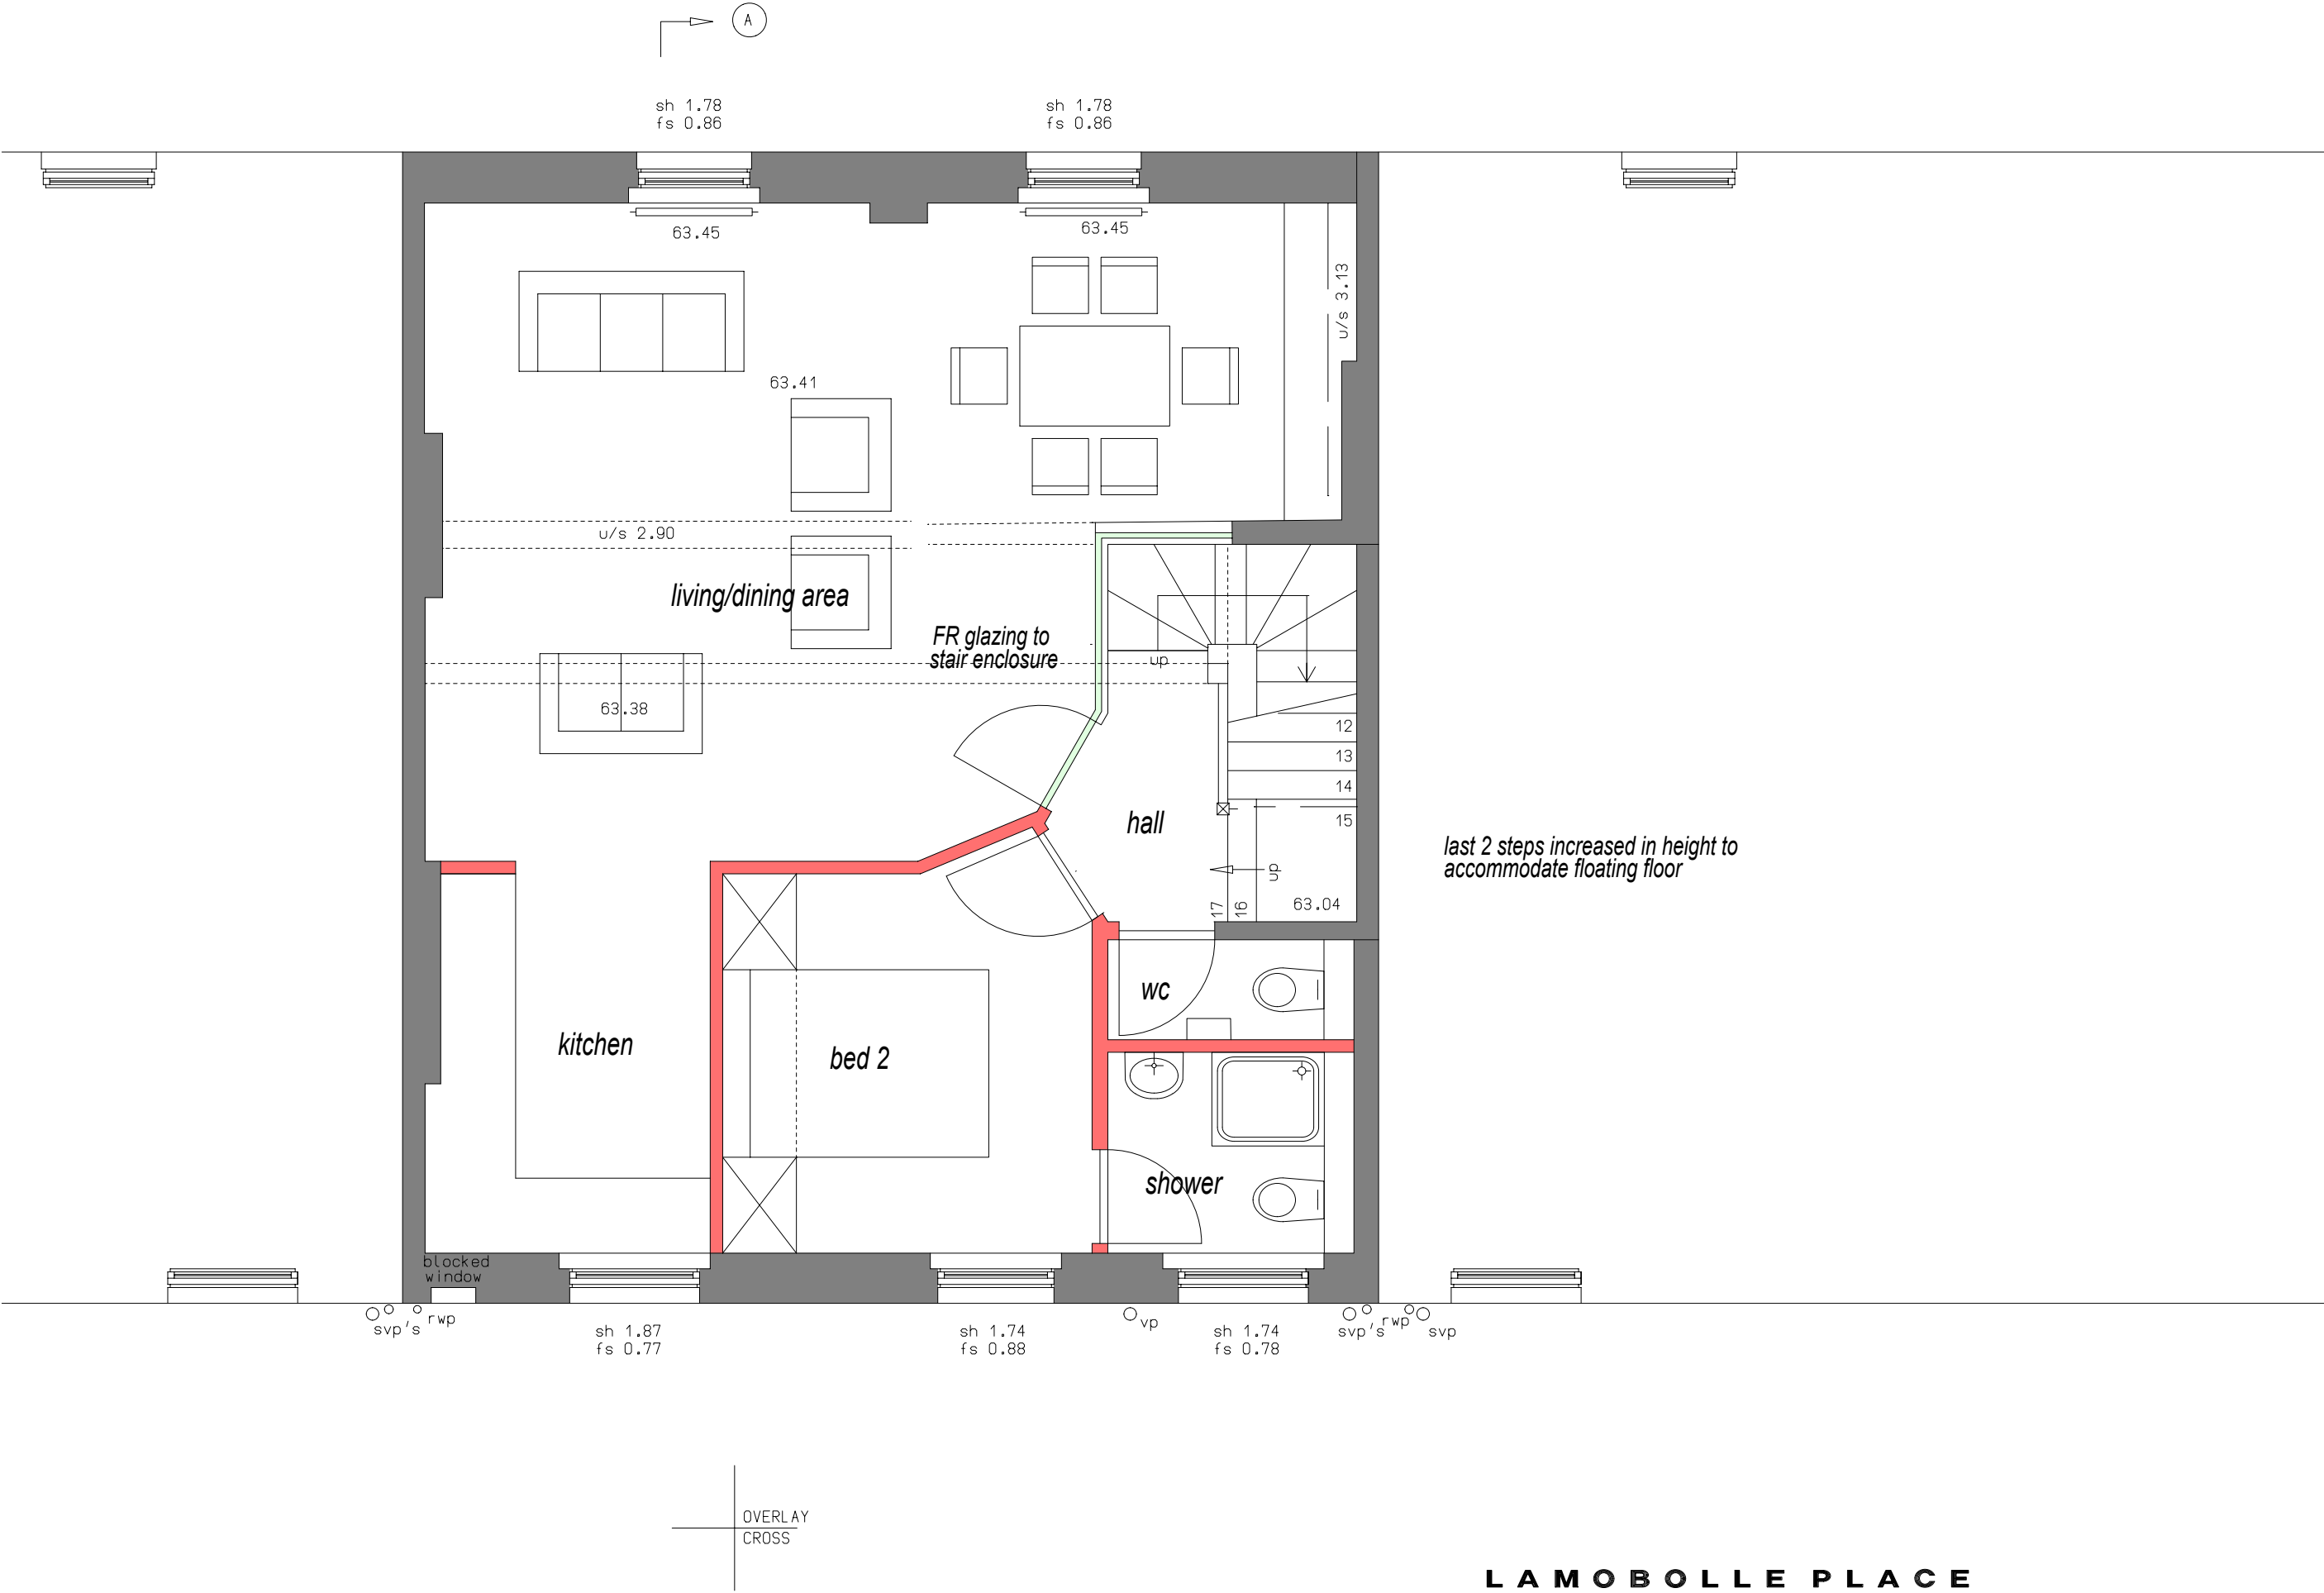 A
sh 1.78
fs 0.86
sh 1.78
fs 0.86
63.45
63.45
u/s 3.13
63.41
u/s 2.90
living/dining area
FR glazing to
stair enclosure
up
63.38
12
13
14
15
hall
last 2 steps increased in height to
accommodate floating floor
up
17
16
63.04
wc
kitchen
bed 2
shower
blocked
window
svp's
rwp
vp
svp's
rwp
svp
sh 1.87
fs 0.77
sh 1.74
fs 0.88
sh 1.74
fs 0.78
OVERLAY
CROSS
LAMOBOLLE PLACE